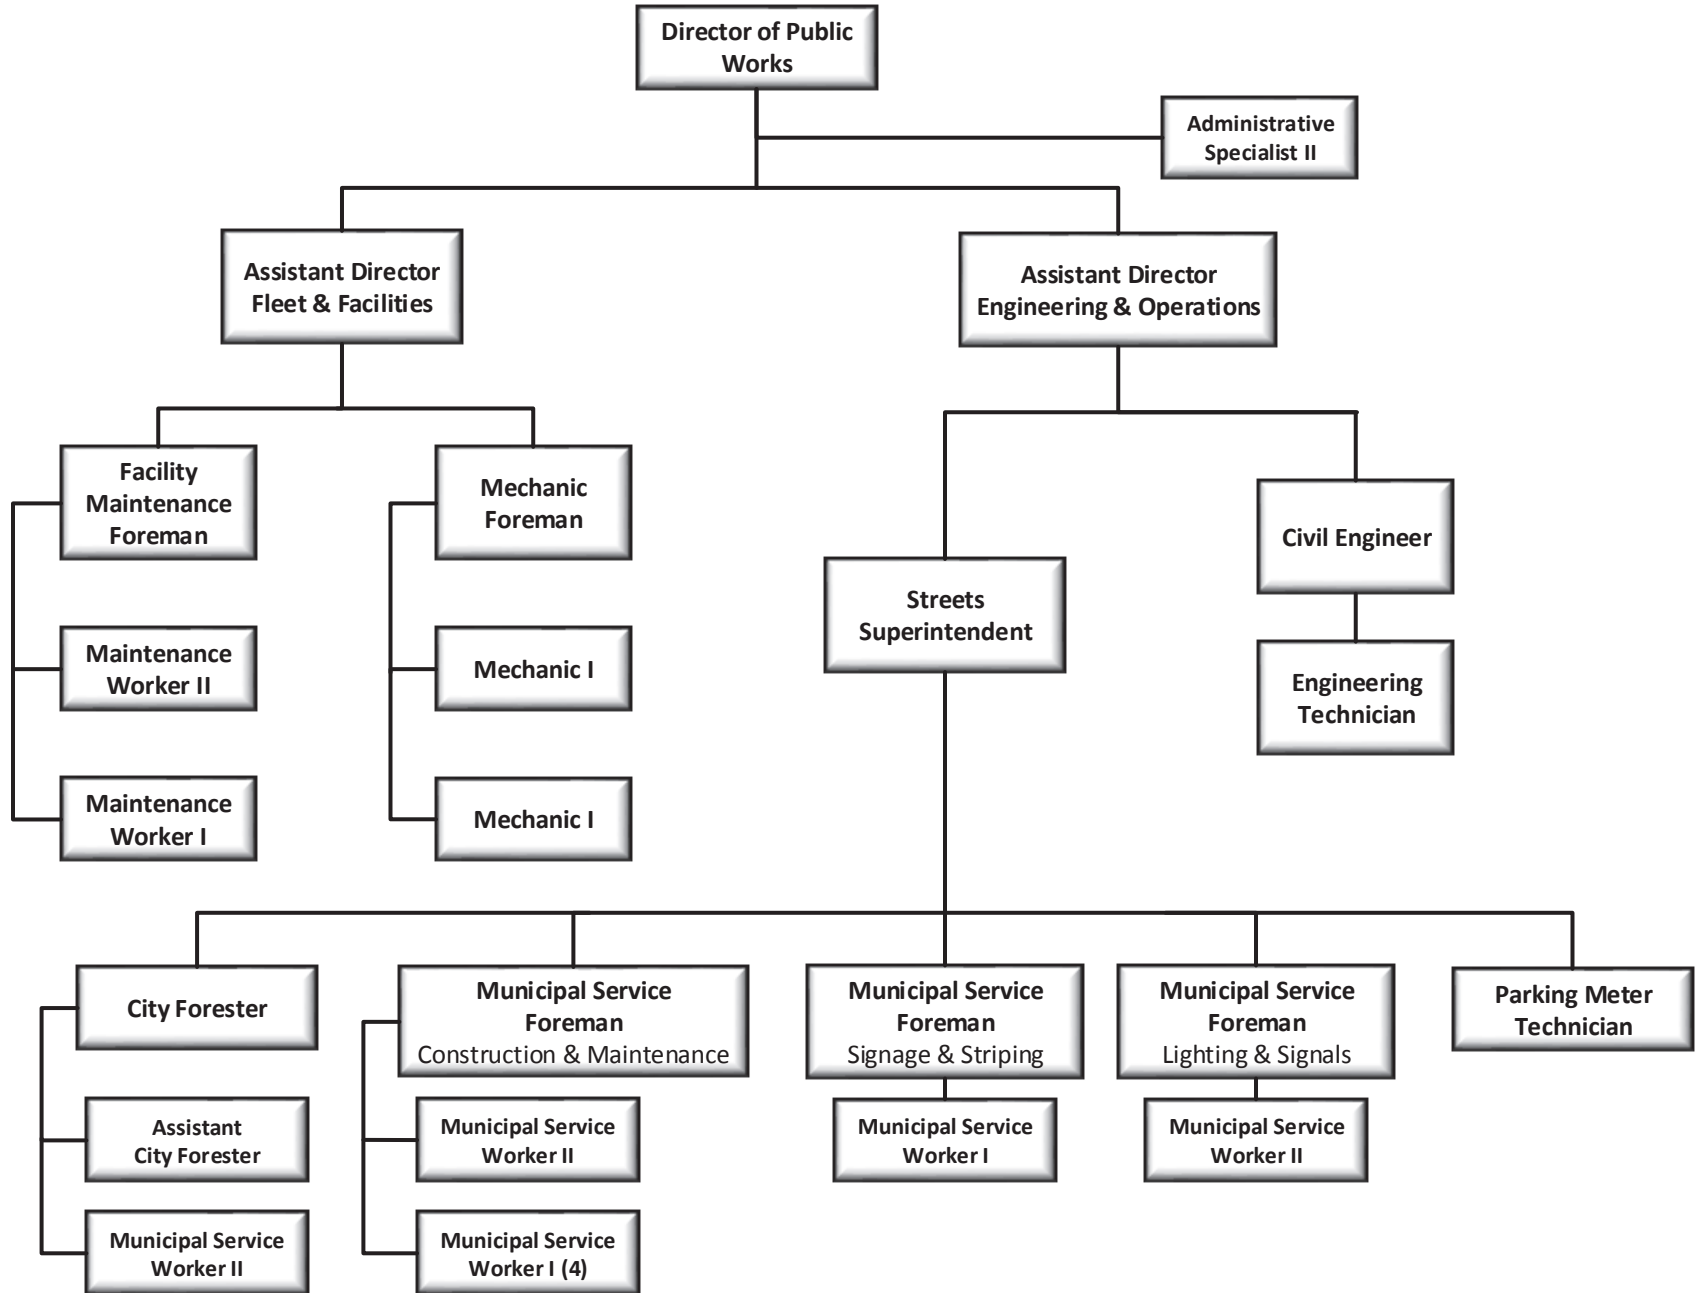 Director of Public
Works
Administrative
Specialist II
Assistant Director
Fleet & Facilities
Assistant Director
Engineering & Operations
Facility
Maintenance
Foreman
Mechanic
Foreman
Civil Engineer
Streets
Superintendent
Maintenance
Worker II
Mechanic I
Engineering
Technician
Maintenance
Worker I
Mechanic I
City Forester
Municipal Service
Foreman
Construction & Maintenance
Municipal Service
Foreman
Signage & Striping
Municipal Service
Foreman
Lighting & Signals
Parking Meter
Technician
Assistant
City Forester
Municipal Service
Worker II
Municipal Service
Worker I
Municipal Service
Worker II
Municipal Service
Worker II
Municipal Service
Worker I (4)